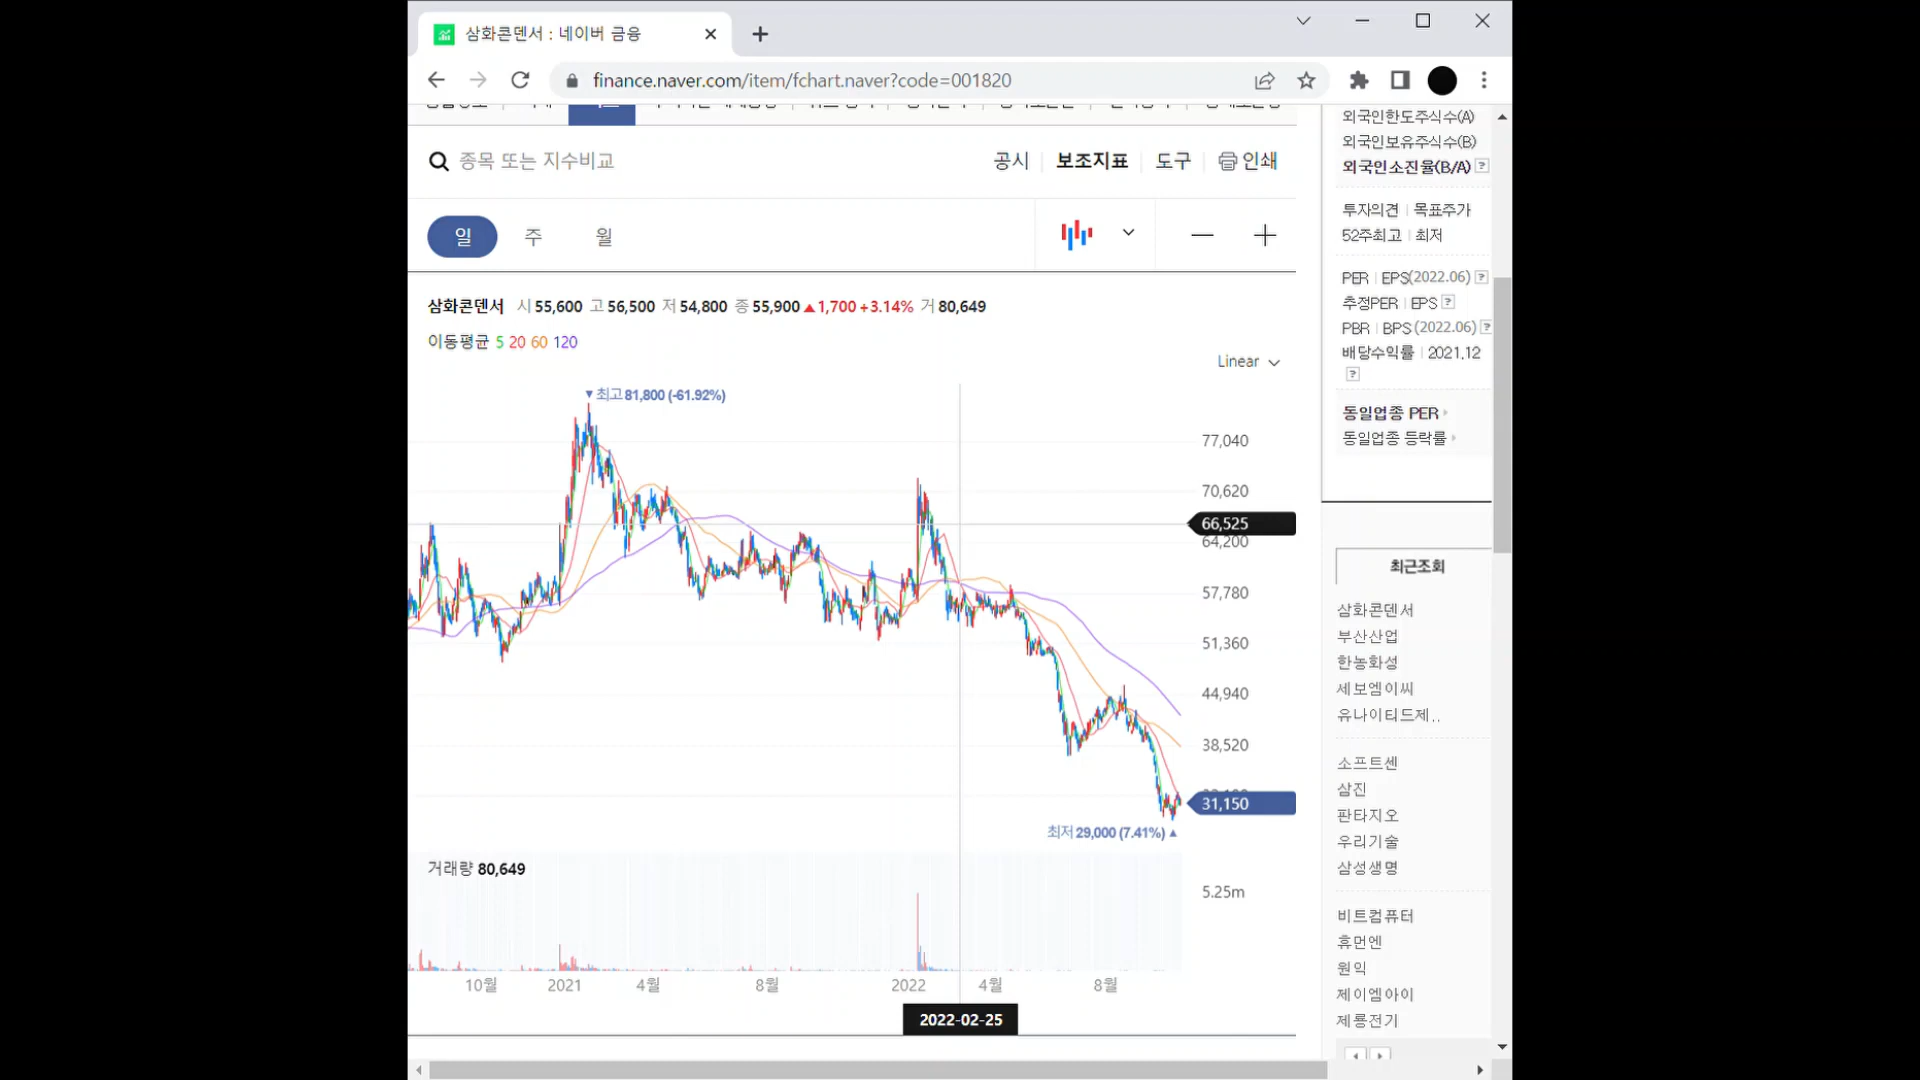 삼화콘덴서 : 네이버 금융
finance.naver.com/item/fchart.naver?code=001820
종목 또는 지수비교
공시 보조지표 도구 인쇄
일 주 월
삼화콘덴서 시 55,600 고 56,500 저 54,800 종 55,900 ▲1,700 +3.14% 거 80,649
이동평균 5 20 60 120
Linear
▼최고 81,800 (-61.92%)
77,040
70,620
66,525
64,200
57,780
51,360
44,940
38,520
31,150
최저 29,000 (7.41%) ▲
거래량 80,649
5.25m
10월 2021 4월 8월 2022 4월 8월
2022-02-25
외국인한도주식수(A)
외국인보유주식수(B)
외국인소진율(B/A) ?
투자의견 | 목표주가
52주최고 | 최저
PER | EPS(2022.06) ?
추정PER | EPS ?
PBR | BPS (2022.06) ?
배당수익률 | 2021.12
?
동일업종 PER
동일업종 등락률
최근조회
삼화콘덴서
부산산업
한농화성
세보엠이씨
유나이티드제..
소프트센
삼진
판타지오
우리기술
삼성생명
비트컴퓨터
휴먼엔
원익
제이엠아이
제룡전기